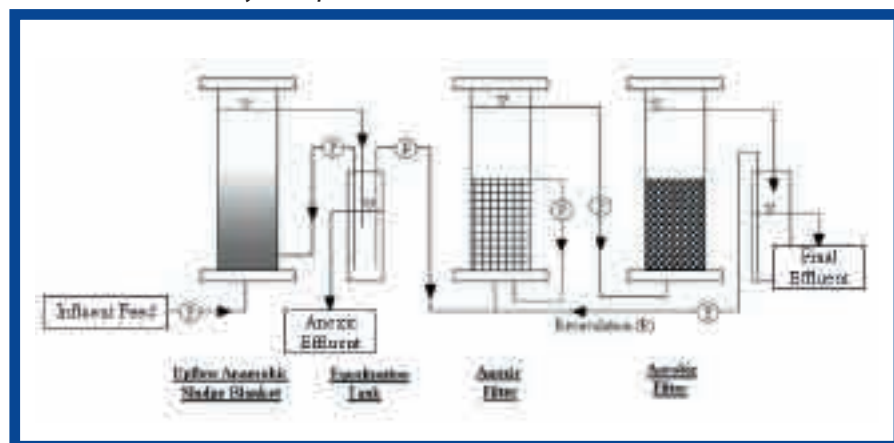 Influent Feed
Anoxic
Effluent
Final
Effluent
Recirculation (R)
Upflow Anaerobic
Sludge Blanket
Equalization
Tank
Anoxic
Filter
Aerobic
Filter